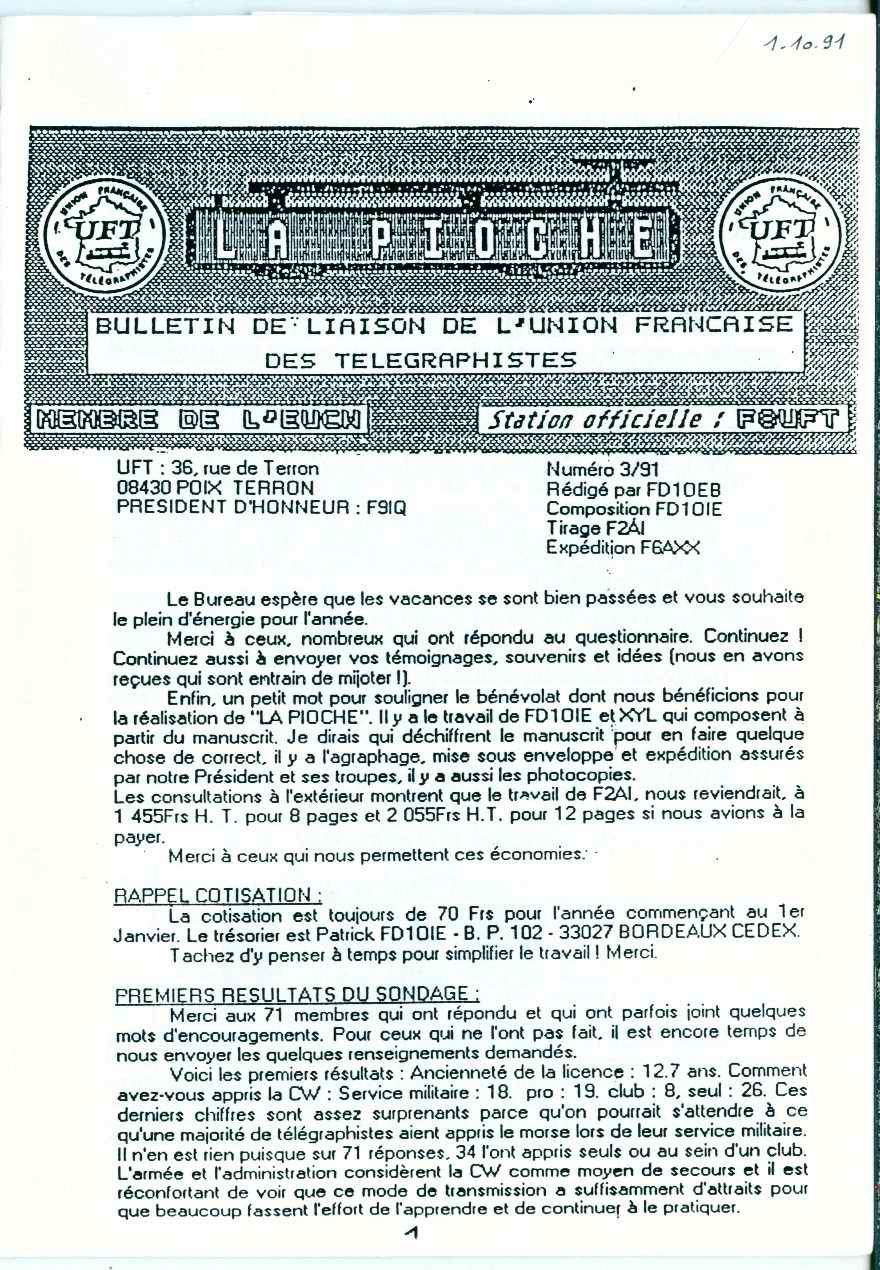 1-10-91
UNION FRANÇAISE
UFT
DES TÉLÉGRAPHISTES
LA PIOCHE
UNION FRANÇAISE
UFT
DES TÉLÉGRAPHISTES
BULLETIN DE LIAISON DE L'UNION FRANCAISE
DES TELEGRAPHISTES
MEMBRE DE L'EUCW
Station officielle : F8UFT
UFT : 36, rue de Terron
08430 POIX TERRON
PRESIDENT D'HONNEUR : F9IQ
Numéro 3/91
Rédigé par FD1OEB
Composition FD1OIE
Tirage F2AI
Expédition F6AXX
Le Bureau espère que les vacances se sont bien passées et vous souhaite
le plein d'énergie pour l'année.
Merci à ceux, nombreux qui ont répondu au questionnaire. Continuez !
Continuez aussi à envoyer vos témoignages, souvenirs et idées (nous en avons
reçues qui sont entrain de mijoter !).
Enfin, un petit mot pour souligner le bénévolat dont nous bénéficions pour
la réalisation de "LA PIOCHE". Il y a le travail de FD1OIE et XYL qui composent à
partir du manuscrit. Je dirais qui déchiffrent le manuscrit pour en faire quelque
chose de correct, il y a l'agraphage, mise sous enveloppe et expédition assurés
par notre Président et ses troupes, il y a aussi les photocopies.
Les consultations à l'extérieur montrent que le travail de F2AI, nous reviendrait, à
1 455Frs H. T. pour 8 pages et 2 055Frs H.T. pour 12 pages si nous avions à la
payer.
Merci à ceux qui nous permettent ces économies.
RAPPEL COTISATION :
La cotisation est toujours de 70 Frs pour l'année commençant au 1er
Janvier. Le trésorier est Patrick FD1OIE - B. P. 102 - 33027 BORDEAUX CEDEX.
Tachez d'y penser à temps pour simplifier le travail ! Merci.
PREMIERS RESULTATS DU SONDAGE :
Merci aux 71 membres qui ont répondu et qui ont parfois joint quelques
mots d'encouragements. Pour ceux qui ne l'ont pas fait, il est encore temps de
nous envoyer les quelques renseignements demandés.
Voici les premiers résultats : Ancienneté de la licence : 12.7 ans. Comment
avez-vous appris la CW : Service militaire : 18. pro : 19. club : 8, seul : 26. Ces
derniers chiffres sont assez surprenants parce qu'on pourrait s'attendre à ce
qu'une majorité de télégraphistes aient appris le morse lors de leur service militaire.
Il n'en est rien puisque sur 71 réponses, 34 l'ont appris seuls ou au sein d'un club.
L'armée et l'administration considèrent la CW comme moyen de secours et il est
réconfortant de voir que ce mode de transmission a suffisamment d'attraits pour
que beaucoup fassent l'effort de l'apprendre et de continuer à le pratiquer.
1